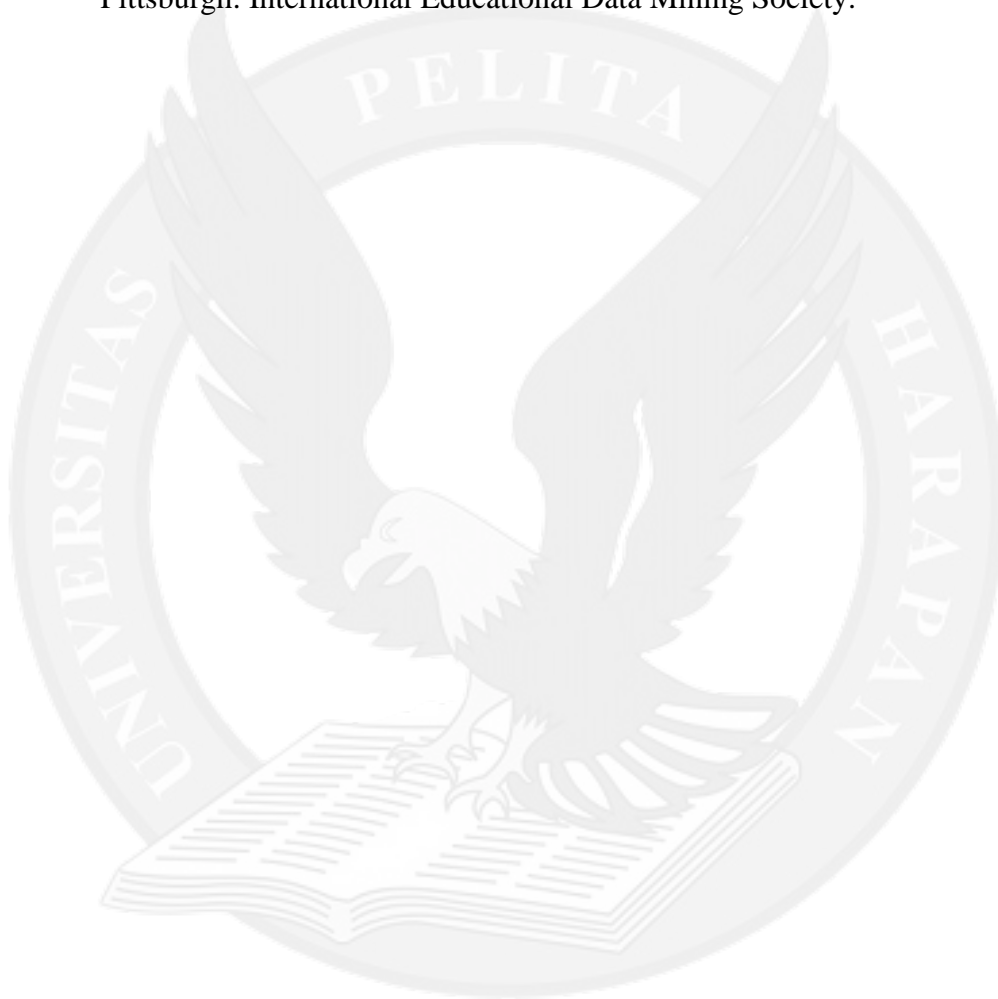 Pittsburgh: International Educational Data Mining Society.
PELITA
UNIVERSITAS
HARAPAN